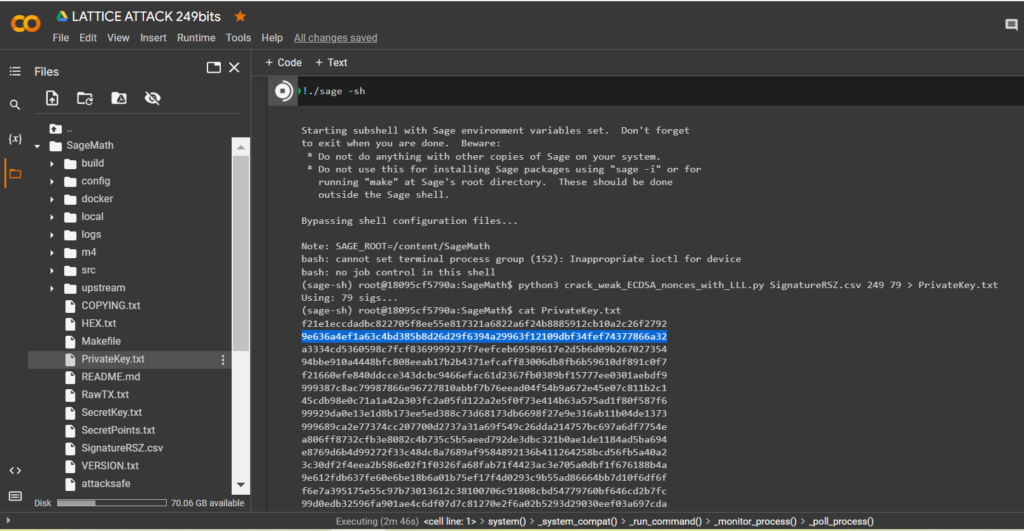 LATTICE ATTACK 249bits
File Edit View Insert Runtime Tools Help All changes saved
Files
+ Code + Text
!./sage -sh
..
SageMath
build
config
docker
local
logs
m4
src
upstream
COPYING.txt
HEX.txt
Makefile
PrivateKey.txt
README.md
RawTX.txt
SecretKey.txt
SecretPoints.txt
SignatureRSZ.csv
VERSION.txt
attacksafe
Disk 70.06 GB available
Starting subshell with Sage environment variables set. Don't forget
to exit when you are done. Beware:
* Do not do anything with other copies of Sage on your system.
* Do not use this for installing Sage packages using "sage -i" or for
running "make" at Sage's root directory. These should be done
outside the Sage shell.
Bypassing shell configuration files...
Note: SAGE_ROOT=/content/SageMath
bash: cannot set terminal process group (152): Inappropriate ioctl for device
bash: no job control in this shell
(sage-sh) root@18095cf5790a:SageMath$ python3 crack_weak_ECDSA_nonces_with_LLL.py SignatureRSZ.csv 249 79 > PrivateKey.txt
Using: 79 sigs...
(sage-sh) root@18095cf5790a:SageMath$ cat PrivateKey.txt
f21e1eccdadbc822705f8ee55e817321a6822a6f24b8885912cb10a2c26f2792
9e636a4ef1a63c4bd385b8d26d29f6394a29963f12109dbf34fef74377866a32
a3334cd5360598c7fcf8369999237f7eefceb69589617e2d5b6d09b267027354
94bbe910a4448bfc808eeab17b2b4371efcaff83006db8fb6b59610df891c0f7
f21660efe840ddcce343dcbc9466efac61d2367fb0389bf15777ee0301aebdf9
999387c8ac79987866e96727810abbf7b76eead04f54b9a672e45e07c811b2c1
45cdb98e0c71a1a42a303fc2a05fd122a2e5f0f73e414b63a575ad1f80f587f6
99929da0e13e1d8b173ee5ed388c73d68173db6698f27e9e316ab11b04de1373
999689ca2e77374cc207700d2737a31a69f549c26dda214757bc697a6df7754e
a806ff8732cfb3e8082c4b735c5b5aeed792de3dbc321b0ae1de1184ad5ba694
e8769d6b4d99272f33c48dc8a7689af9584892136b411264258bcd56fb5a40a2
3c30df2f4eea2b586e02f1f0326fa68fab71f4423ac3e705a0dbf1f676188b4a
9e612fdb637fe60e6be18b6a01b75ef17f4d0293c9b55ad86664bb7d10f6df6f
f6e7a395175e55c97b73013612c38100706c91808cbd54779760bf646cd2b7fc
99d0edb32596fa901ae4c6df07d7c81270e2f6a02b5293d29030eef03a697cda
Executing (2m 46s) <cell line: 1> > system() > _system_compat() > _run_command() > _monitor_process() > _poll_process()